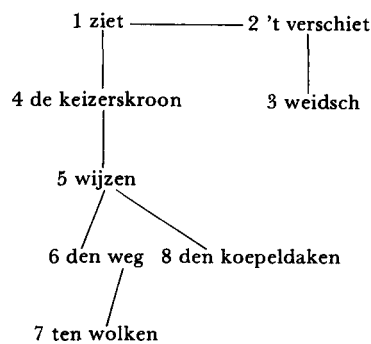 1 ziet 2 't verschiet
4 de keizerskroon 3 weidsch
5 wijzen
6 den weg 8 den koepeldaken
7 ten wolken